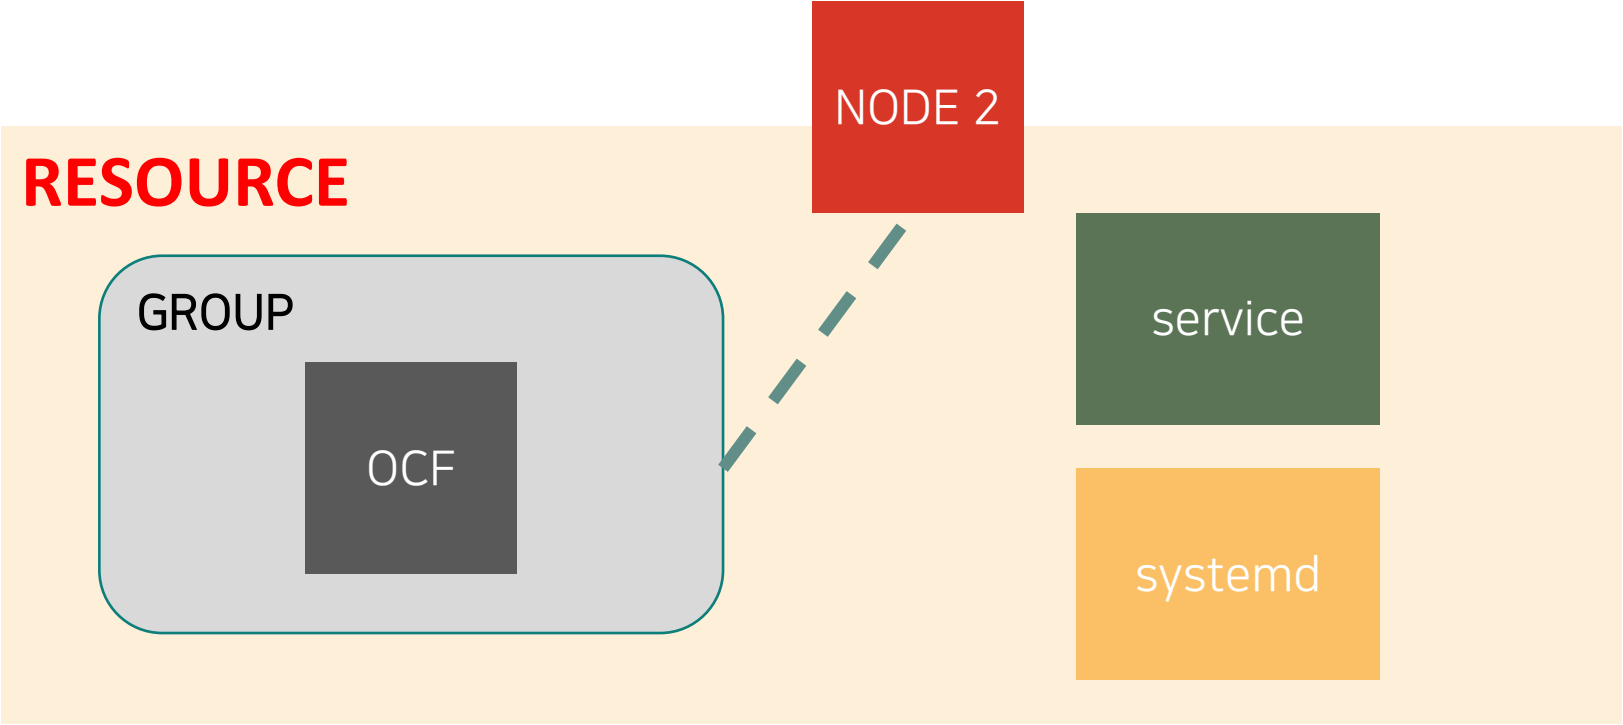 NODE 2
RESOURCE
GROUP
OCF
service
systemd